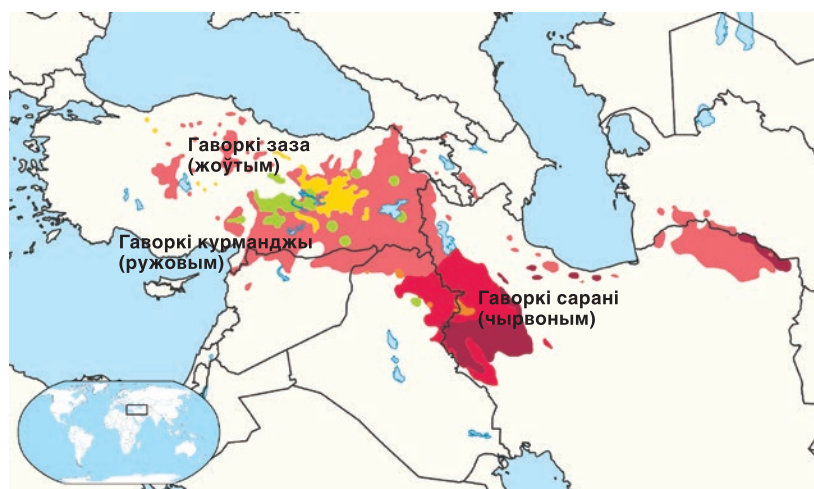 Гаворкі заза
(жоўтым)
Гаворкі курманджы
(ружовым)
Гаворкі сарані
(чырвоным)